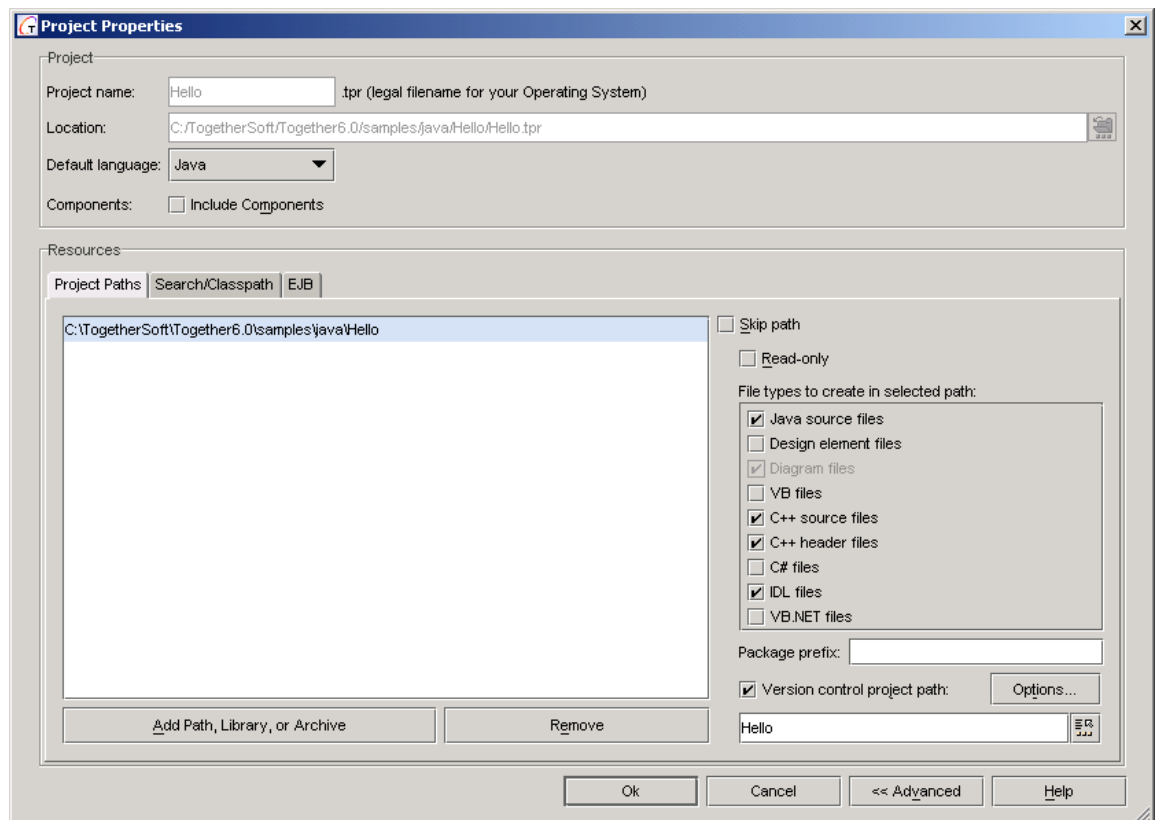 Project Properties
Project
Project name: Hello .tpr (legal filename for your Operating System)
Location: C:/TogetherSoft/Together6.0/samples/java/Hello/Hello.tpr
Default language: Java
Components: Include Components
Resources
Project Paths Search/Classpath EJB
C:\TogetherSoft\Together6.0\samples\java\Hello
Skip path
Read-only
File types to create in selected path:
Java source files
Design element files
Diagram files
VB files
C++ source files
C++ header files
C# files
IDL files
VB.NET files
Package prefix:
Version control project path: Options...
Add Path, Library, or Archive Remove Hello
Ok Cancel << Advanced Help